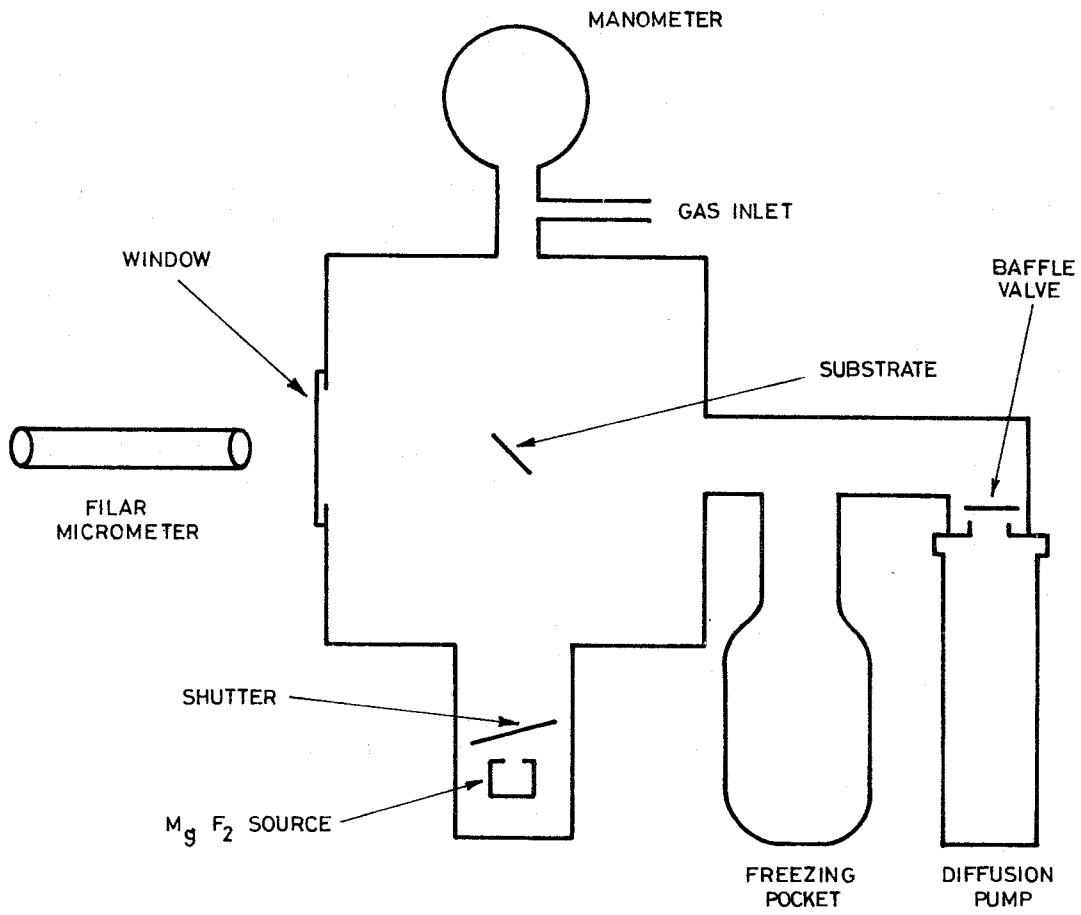 MANOMETER
GAS INLET
WINDOW
BAFFLE
VALVE
SUBSTRATE
FILAR
MICROMETER
SHUTTER
Mg F2 SOURCE
FREEZING
POCKET
DIFFUSION
PUMP